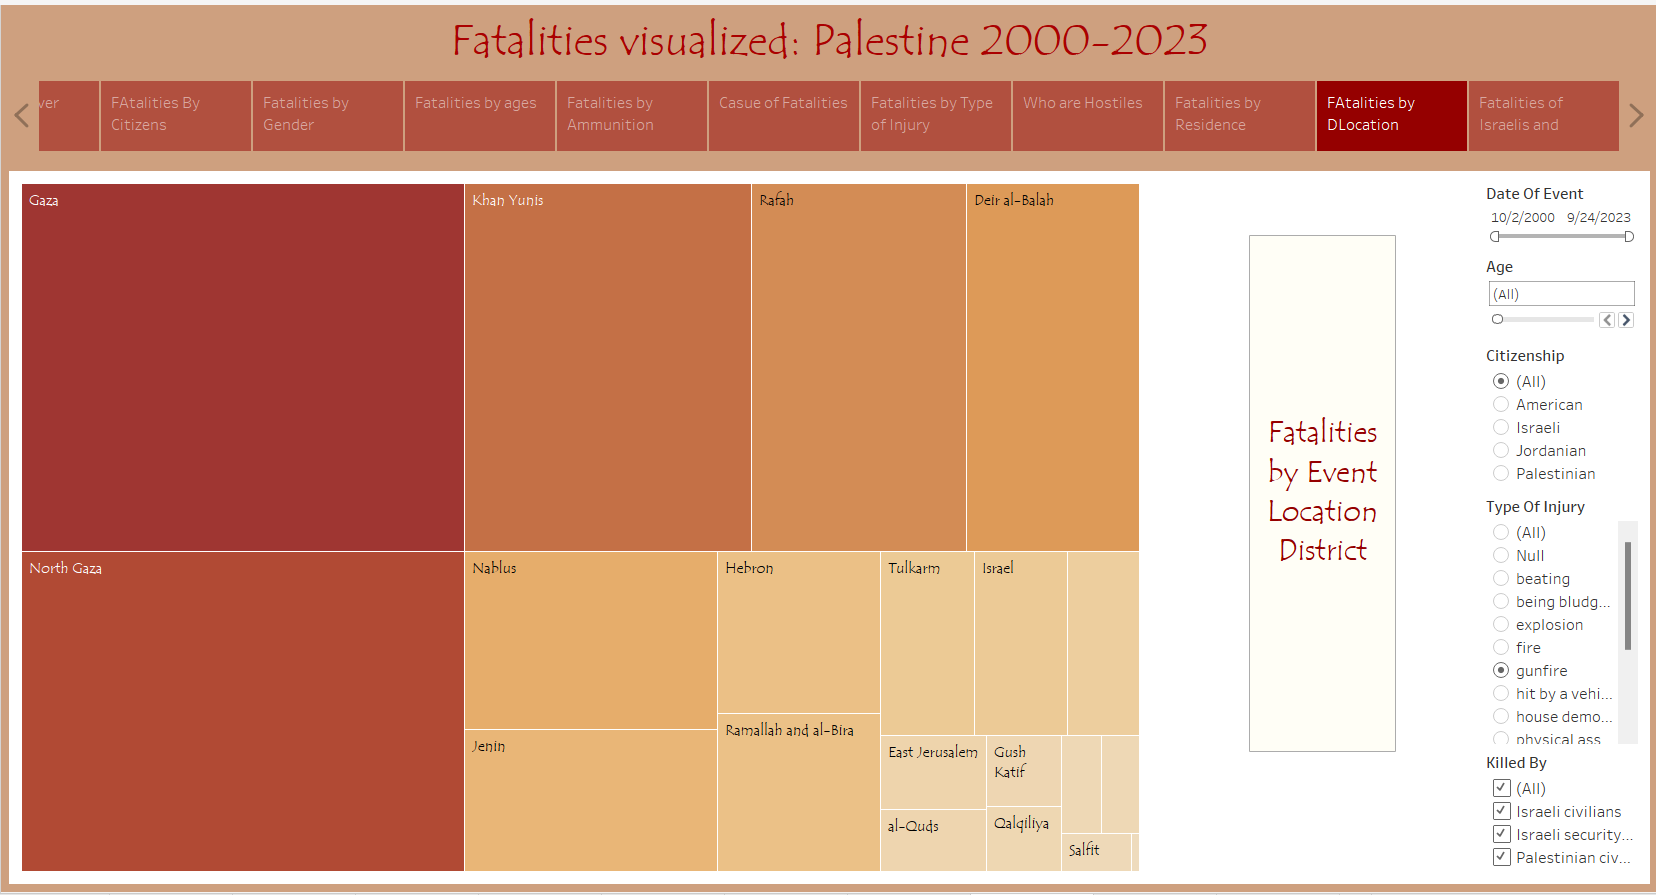 Fatalities visualized: Palestine 2000-2023
ver
FAtalities By
Citizens
Fatalities by
Gender
Fatalities by ages
Fatalities by
Ammunition
Casue of Fatalities
Fatalities by Type
of Injury
Who are Hostiles
Fatalities by
Residence
FAtalities by
DLocation
Fatalities of
Israelis and
Gaza
Khan Yunis
Rafah
Deir al-Balah
North Gaza
Nablus
Hebron
Tulkarm
Israel
Ramallah and al-Bira
Jenin
East Jerusalem
Gush
Katif
al-Quds
Qalqiliya
Salfit
Fatalities
by Event
Location
District
Date Of Event
10/2/2000 9/24/2023
Age
(All)
Citizenship
(All)
American
Israeli
Jordanian
Palestinian
Type Of Injury
(All)
Null
beating
being bludg...
explosion
fire
gunfire
hit by a vehi...
house demo...
physical ass
Killed By
(All)
Israeli civilians
Israeli security...
Palestinian civ...